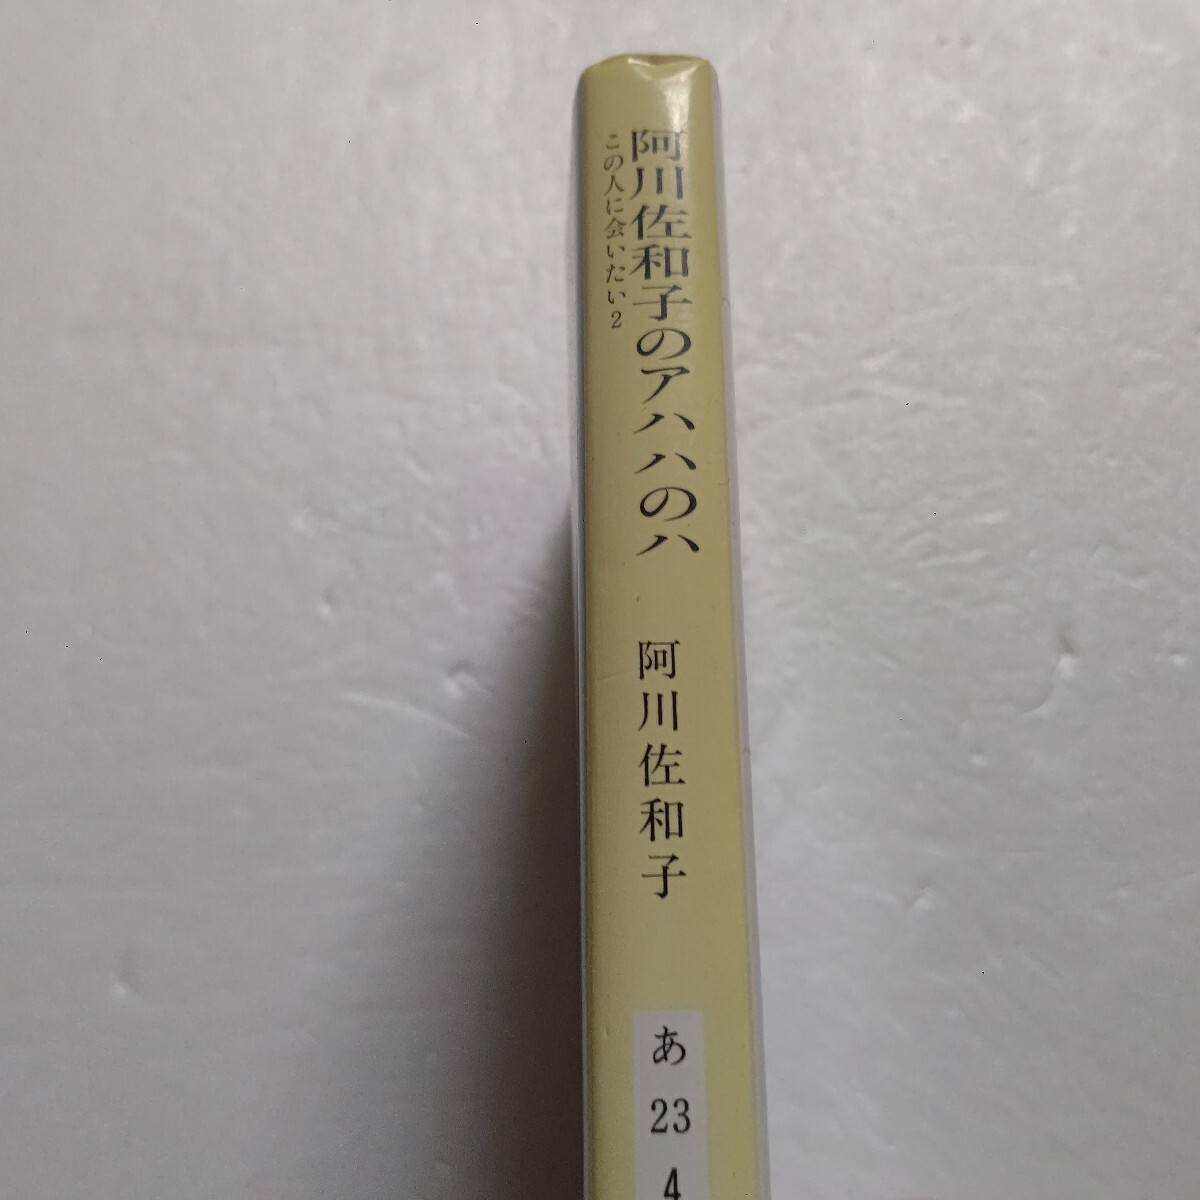 阿川佐和子のアハハのハ
この人に会いたい2
阿川佐和子
あ
23
4